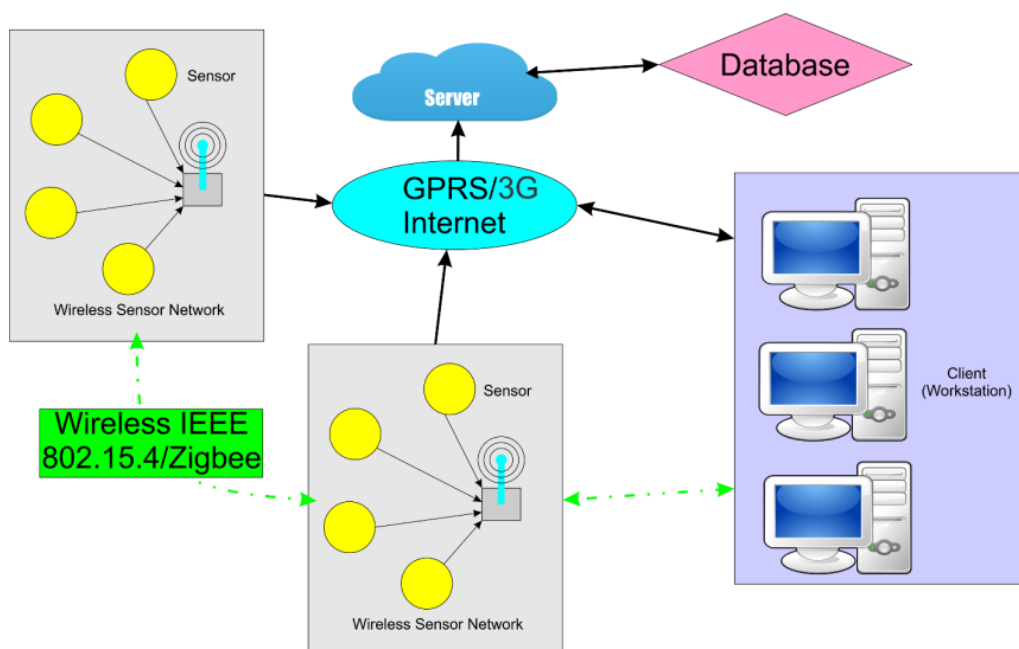 Sensor
Wireless Sensor Network
Server
Database
GPRS/3G
Internet
Wireless IEEE
802.15.4/Zigbee
Sensor
Wireless Sensor Network
Client
(Workstation)